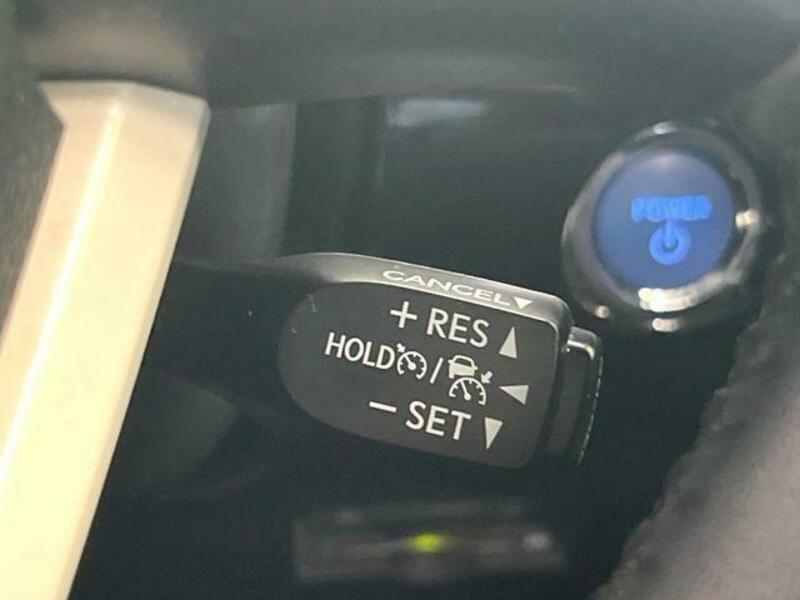 POWER
CANCEL▼
+ RES ▲
HOLD / ◀
− SET ▼